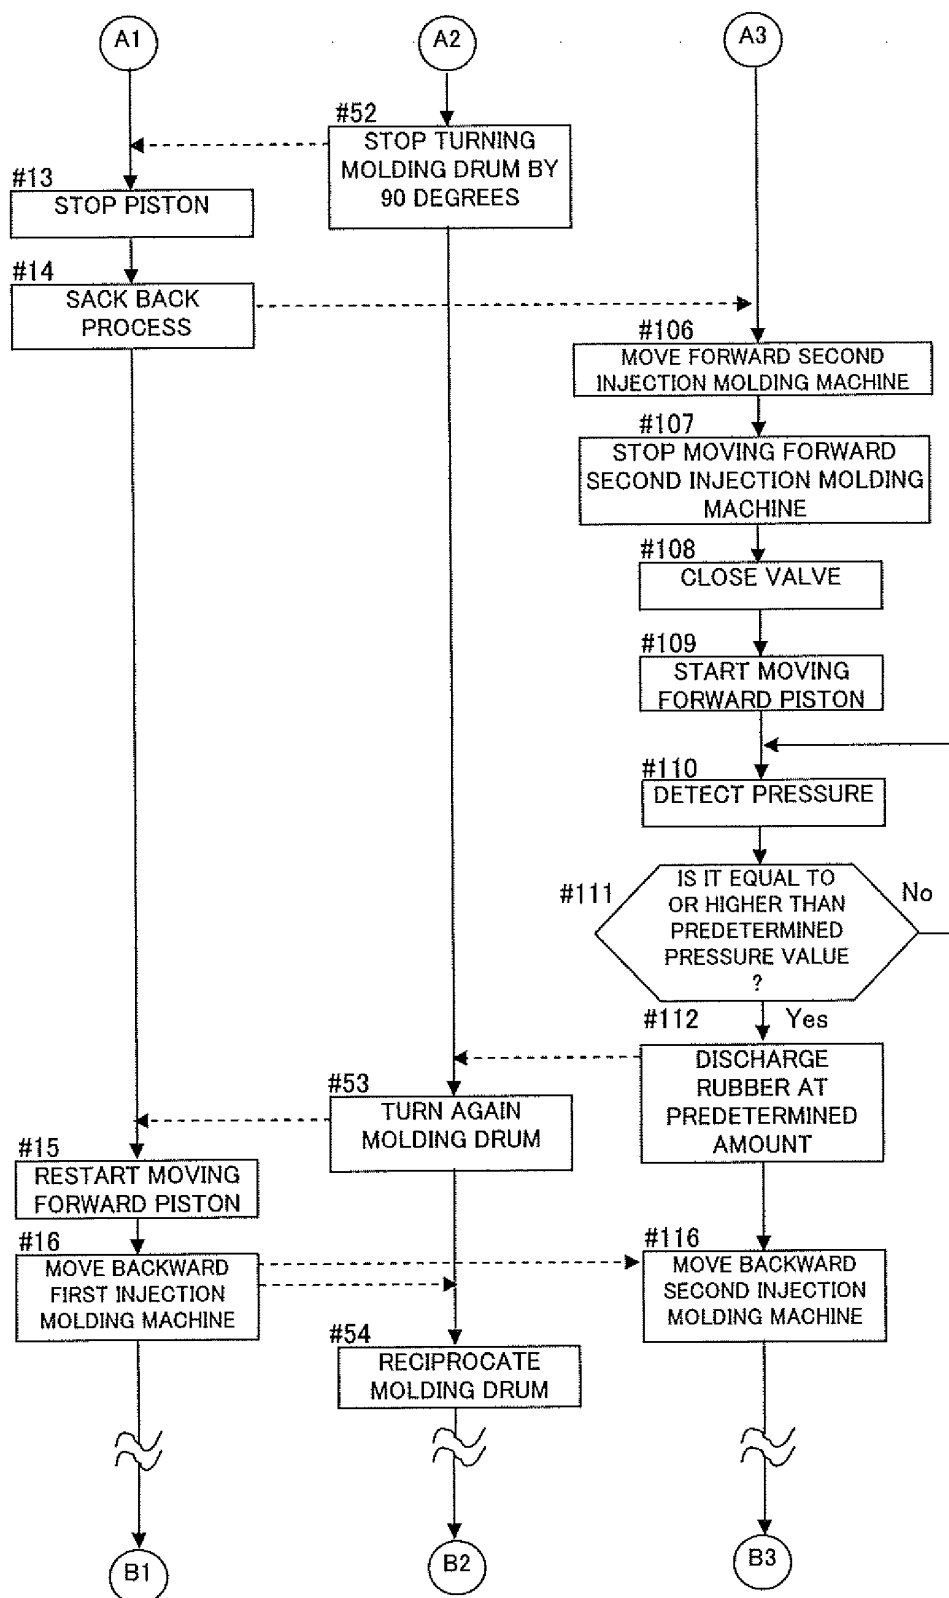 A1
A2
A3
#52
STOP TURNING
MOLDING DRUM BY
90 DEGREES
#13
STOP PISTON
#14
SACK BACK
PROCESS
#106
MOVE FORWARD SECOND
INJECTION MOLDING MACHINE
#107
STOP MOVING FORWARD
SECOND INJECTION MOLDING
MACHINE
#108
CLOSE VALVE
#109
START MOVING
FORWARD PISTON
#110
DETECT PRESSURE
#111
IS IT EQUAL TO
OR HIGHER THAN
PREDETERMINED
PRESSURE VALUE
?
No
Yes
#112
DISCHARGE
RUBBER AT
PREDETERMINED
AMOUNT
#53
TURN AGAIN
MOLDING DRUM
#15
RESTART MOVING
FORWARD PISTON
#16
MOVE BACKWARD
FIRST INJECTION
MOLDING MACHINE
#116
MOVE BACKWARD
SECOND INJECTION
MOLDING MACHINE
#54
RECIPROCATE
MOLDING DRUM
B1
B2
B3